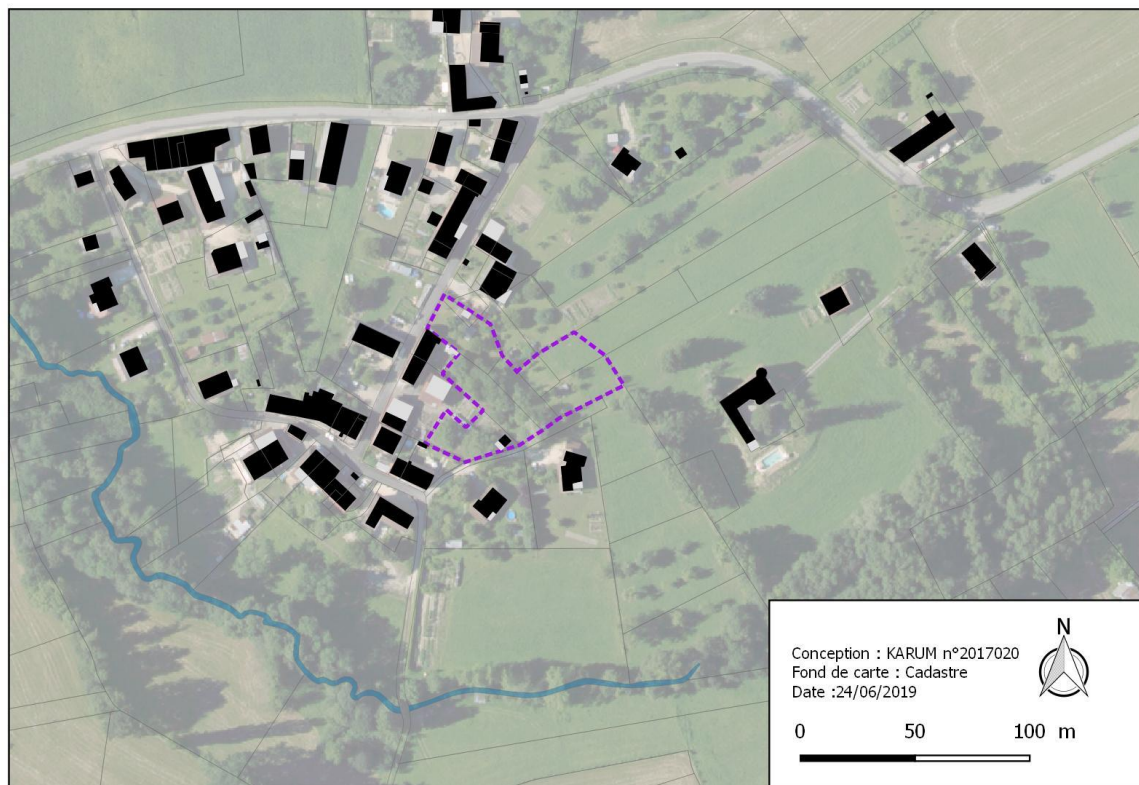 N
Conception : KARUM n°2017020
Fond de carte : Cadastre
Date :24/06/2019
0 50 100 m